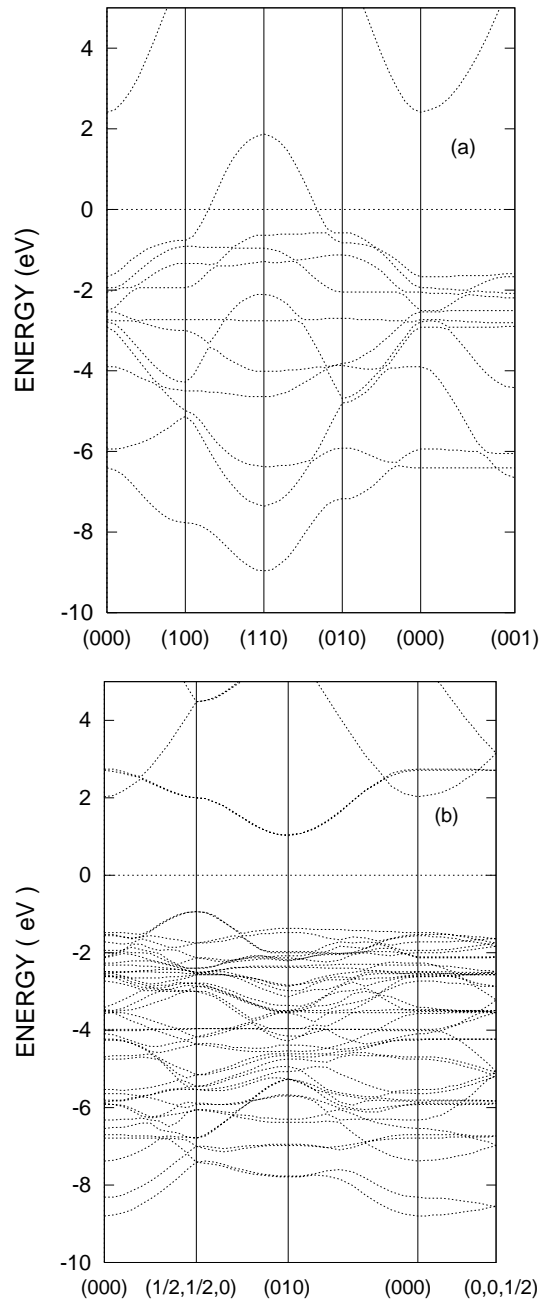 4
2
0
-2
-4
-6
-8
-10
ENERGY (eV)
(a)
(000) (100) (110) (010) (000) (001)
4
2
0
-2
-4
-6
-8
-10
ENERGY ( eV )
(b)
(000) (1/2,1/2,0) (010) (000) (0,0,1/2)